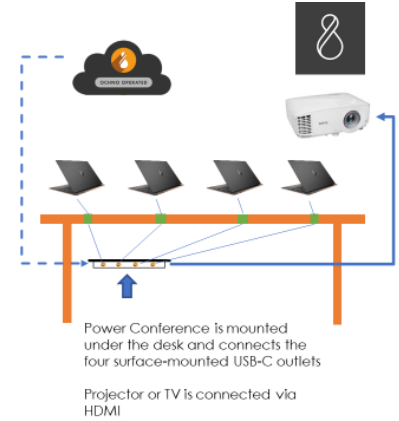 OCHNO OPERATED
Power Conference is mounted
under the desk and connects the
four surface-mounted USB-C outlets
Projector or TV is connected via
HDMI